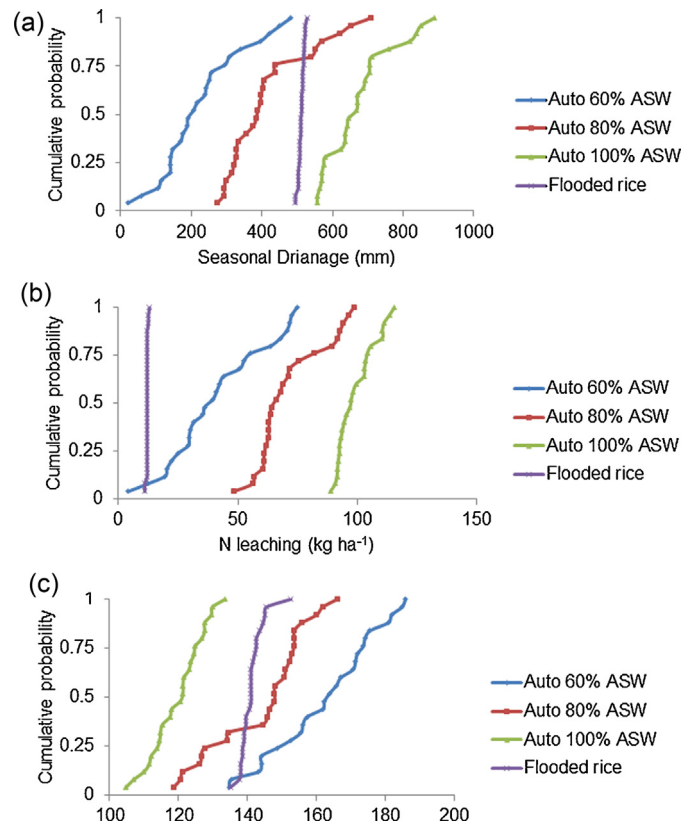 (a)
Cumulative probability
1
0.75
0.5
0.25
0
0 200 400 600 800 1000
Seasonal Drianage (mm)
Auto 60% ASW
Auto 80% ASW
Auto 100% ASW
Flooded rice
(b)
Cumulative probability
1
0.75
0.5
0.25
0
0 50 100 150
N leaching (kg ha⁻¹)
Auto 60% ASW
Auto 80% ASW
Auto 100% ASW
Flooded rice
(c)
Cumulative probability
1
0.75
0.5
0.25
0
100 120 140 160 180 200
Auto 60% ASW
Auto 80% ASW
Auto 100% ASW
Flooded rice